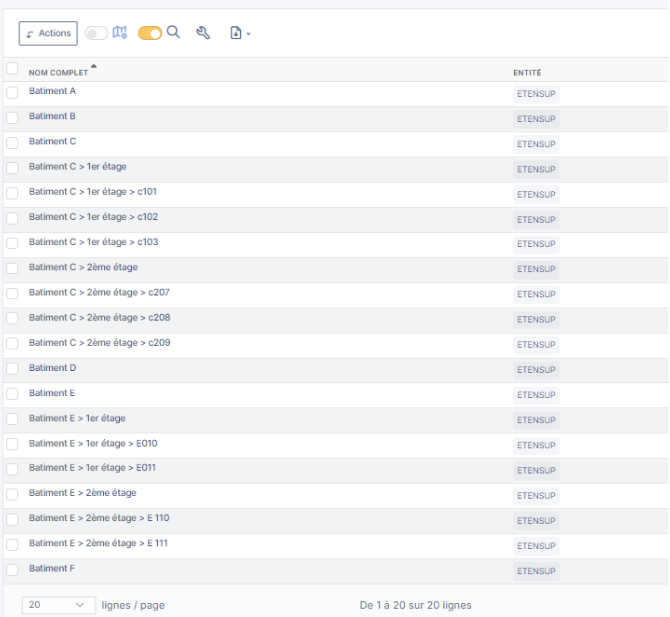 Actions
NOM COMPLET ENTITÉ
Batiment A ETENSUP
Batiment B ETENSUP
Batiment C ETENSUP
Batiment C > 1er étage ETENSUP
Batiment C > 1er étage > c101 ETENSUP
Batiment C > 1er étage > c102 ETENSUP
Batiment C > 1er étage > c103 ETENSUP
Batiment C > 2ème étage ETENSUP
Batiment C > 2ème étage > c207 ETENSUP
Batiment C > 2ème étage > c208 ETENSUP
Batiment C > 2ème étage > c209 ETENSUP
Batiment D ETENSUP
Batiment E ETENSUP
Batiment E > 1er étage ETENSUP
Batiment E > 1er étage > E010 ETENSUP
Batiment E > 1er étage > E011 ETENSUP
Batiment E > 2ème étage ETENSUP
Batiment E > 2ème étage > E 110 ETENSUP
Batiment E > 2ème étage > E 111 ETENSUP
Batiment F ETENSUP
20 lignes / page De 1 à 20 sur 20 lignes